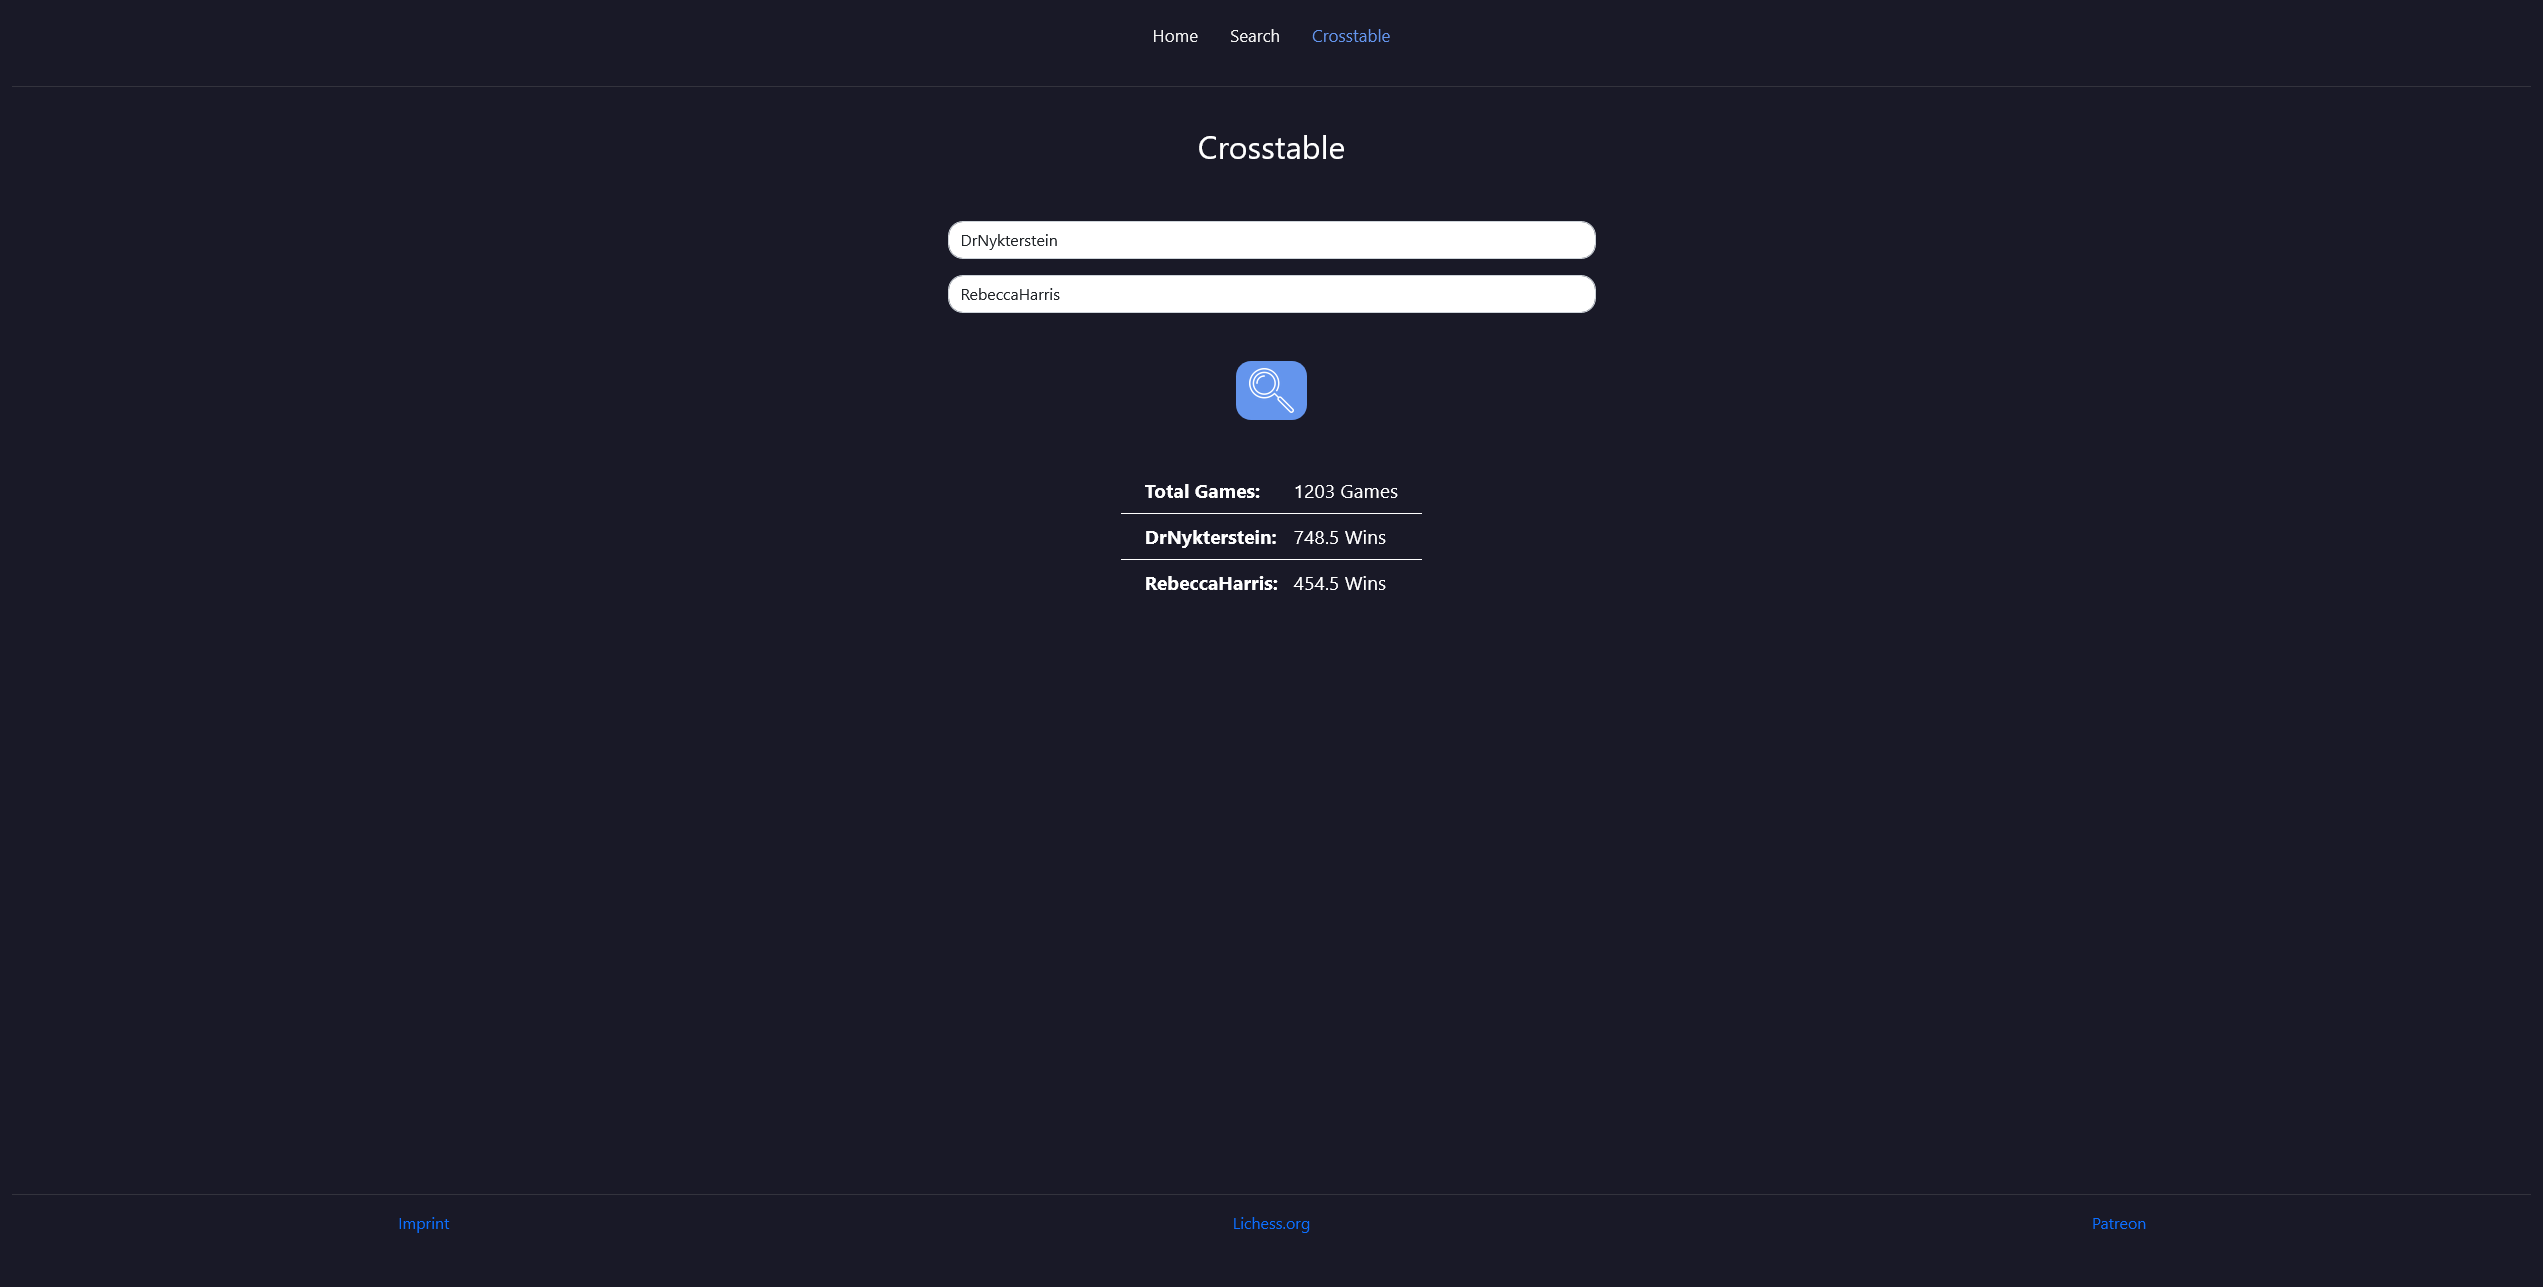 Home Search Crosstable
Crosstable
DrNykterstein
RebeccaHarris
Total Games: 1203 Games
DrNykterstein: 748.5 Wins
RebeccaHarris: 454.5 Wins
Imprint Lichess.org Patreon